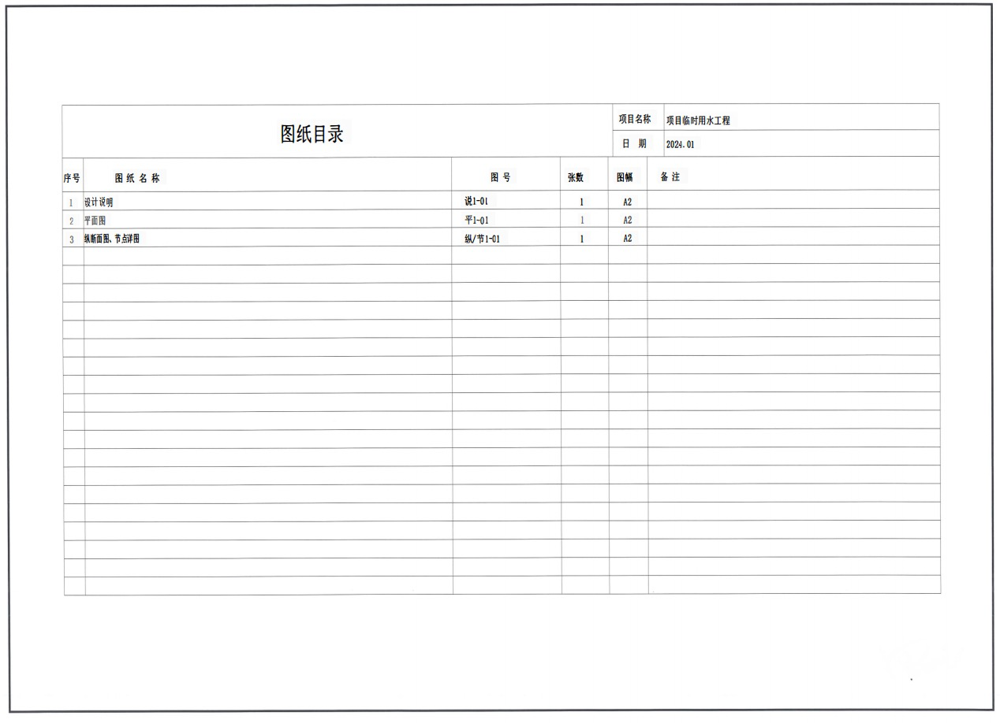 图纸目录
项目名称 项目临时用水工程
日 期 2024.01
序号 图 纸 名 称 图 号 张数 图幅 备 注
1 设计说明 说1-01 1 A2
2 平面图 平1-01 1 A2
3 纵断面图、节点详图 纵/节1-01 1 A2